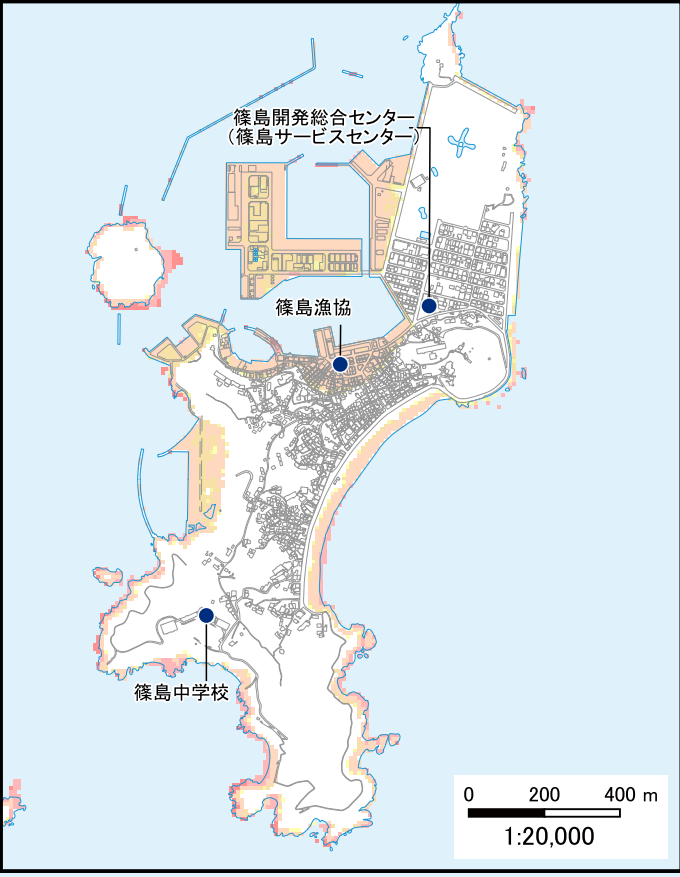 篠島開発総合センター
(篠島サービスセンター)
篠島漁協
篠島中学校
0 200 400 m
1:20,000